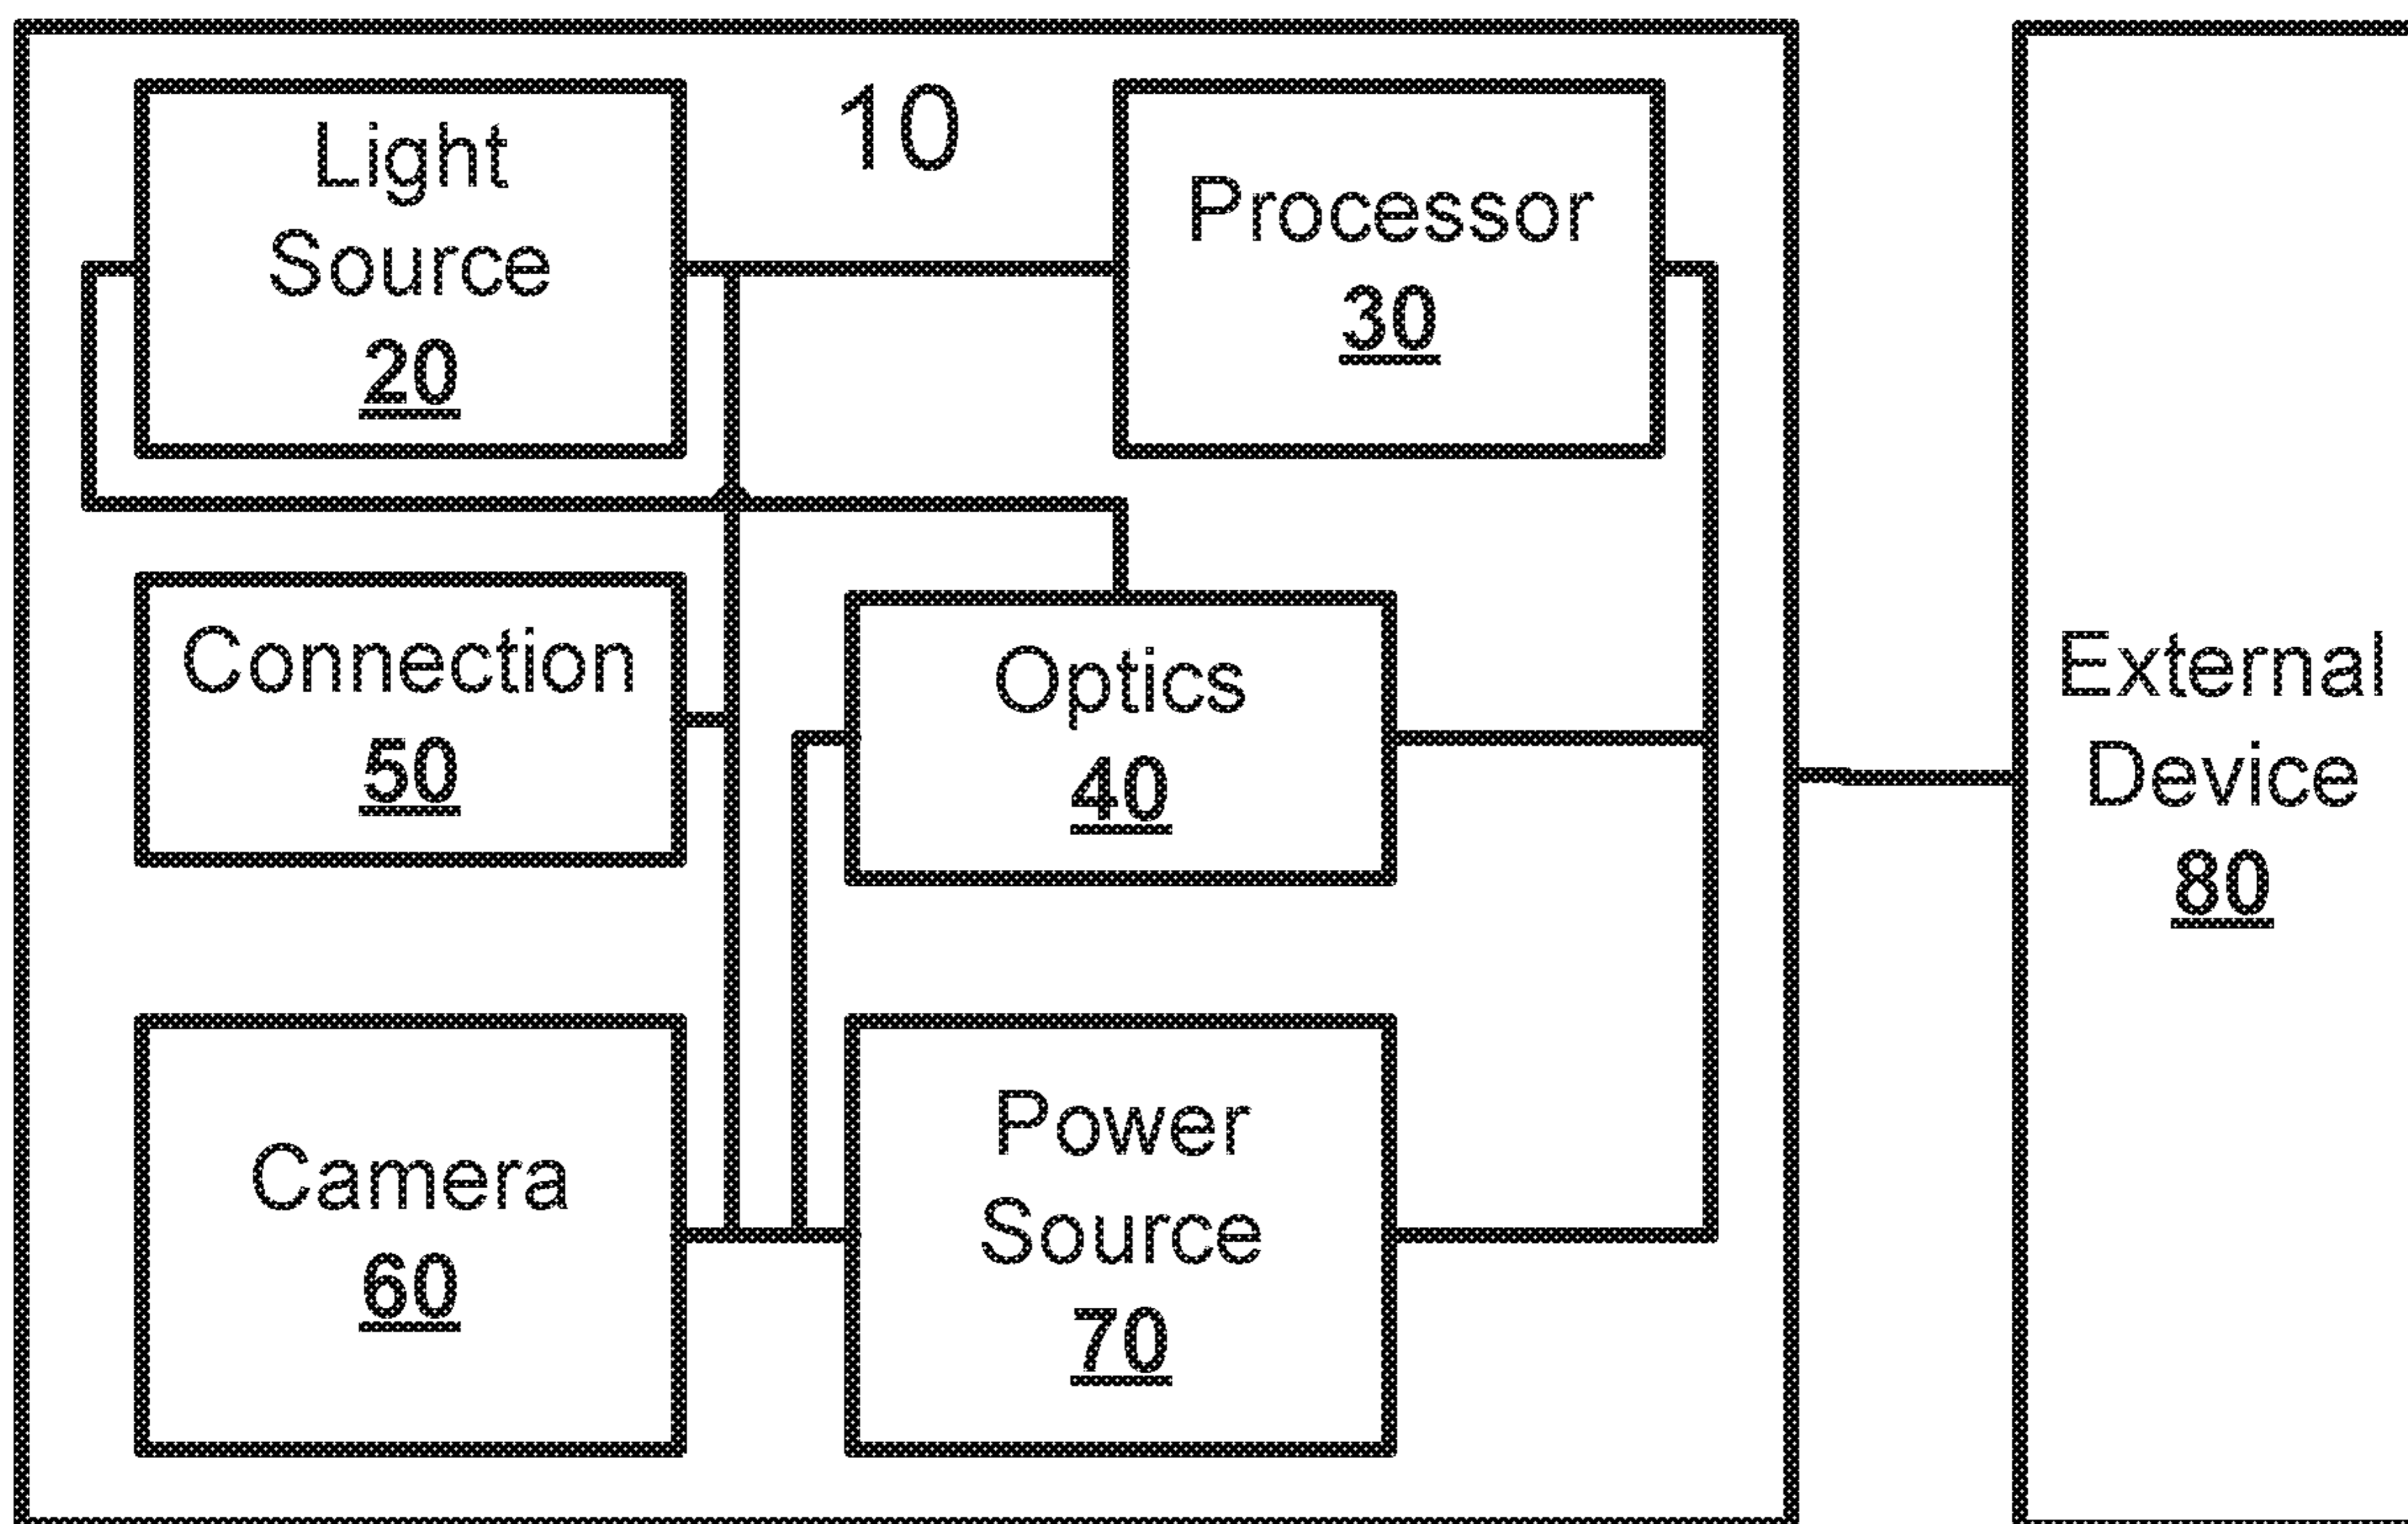 10
Light
Source
20
Processor
30
Connection
50
Optics
40
External
Device
80
Camera
60
Power
Source
70